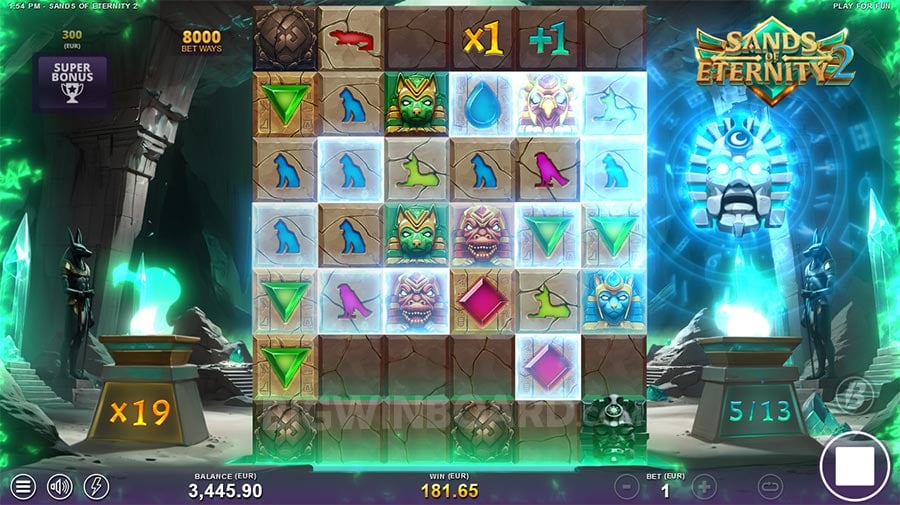 1:54 PM - SANDS OF ETERNITY 2
PLAY FOR FUN
300
(EUR)
8000
BET WAYS
SUPER
BONUS
x1
+1
SANDS
OF
ETERNITY 2
x19
5/13
BIGWINBOARD.COM
B
BALANCE (EUR)
3,445.90
WIN (EUR)
181.65
BET (EUR)
1